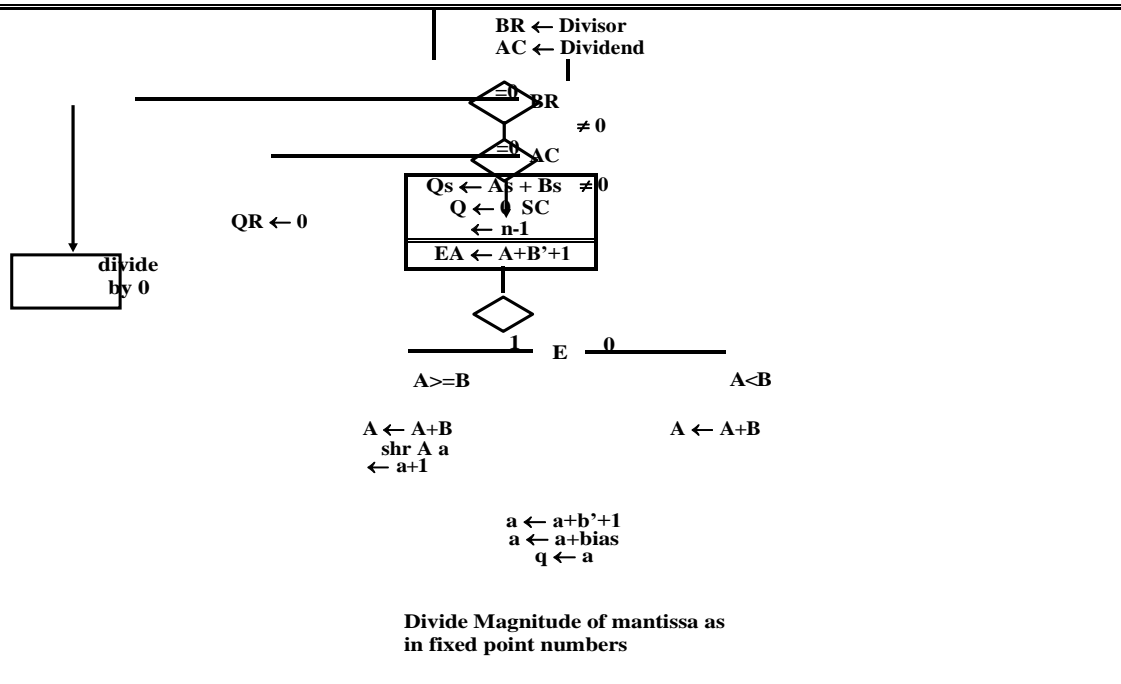 BR ← Divisor
AC ← Dividend
=0 BR
≠ 0
=0 AC
Qs ← As + Bs ≠0
Q ← 0 SC
← n-1
QR ← 0
EA ← A+B’+1
divide
by 0
1 E 0
A>=B A<B
A ← A+B A ← A+B
shr A a
← a+1
a ← a+b’+1
a ← a+bias
q ← a
Divide Magnitude of mantissa as
in fixed point numbers